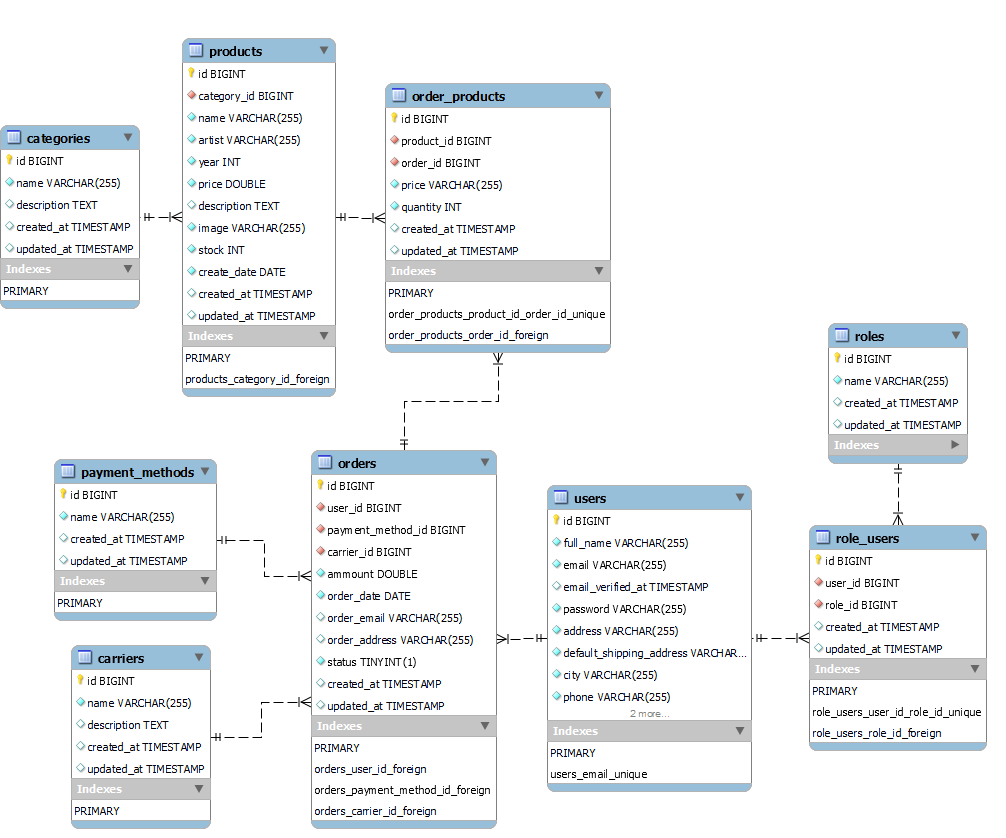 products
id BIGINT
category_id BIGINT
name VARCHAR(255)
artist VARCHAR(255)
year INT
price DOUBLE
description TEXT
image VARCHAR(255)
stock INT
create_date DATE
created_at TIMESTAMP
updated_at TIMESTAMP
Indexes
PRIMARY
products_category_id_foreign
order_products
id BIGINT
product_id BIGINT
order_id BIGINT
price VARCHAR(255)
quantity INT
created_at TIMESTAMP
updated_at TIMESTAMP
Indexes
PRIMARY
order_products_product_id_order_id_unique
order_products_order_id_foreign
categories
id BIGINT
name VARCHAR(255)
description TEXT
created_at TIMESTAMP
updated_at TIMESTAMP
Indexes
PRIMARY
roles
id BIGINT
name VARCHAR(255)
created_at TIMESTAMP
updated_at TIMESTAMP
Indexes
payment_methods
id BIGINT
name VARCHAR(255)
created_at TIMESTAMP
updated_at TIMESTAMP
Indexes
PRIMARY
orders
id BIGINT
user_id BIGINT
payment_method_id BIGINT
carrier_id BIGINT
ammount DOUBLE
order_date DATE
order_email VARCHAR(255)
order_address VARCHAR(255)
status TINYINT(1)
created_at TIMESTAMP
updated_at TIMESTAMP
Indexes
PRIMARY
orders_user_id_foreign
orders_payment_method_id_foreign
orders_carrier_id_foreign
users
id BIGINT
full_name VARCHAR(255)
email VARCHAR(255)
email_verified_at TIMESTAMP
password VARCHAR(255)
address VARCHAR(255)
default_shipping_address VARCHAR...
city VARCHAR(255)
phone VARCHAR(255)
2 more...
Indexes
PRIMARY
users_email_unique
role_users
id BIGINT
user_id BIGINT
role_id BIGINT
created_at TIMESTAMP
updated_at TIMESTAMP
Indexes
PRIMARY
role_users_user_id_role_id_unique
role_users_role_id_foreign
carriers
id BIGINT
name VARCHAR(255)
description TEXT
created_at TIMESTAMP
updated_at TIMESTAMP
Indexes
PRIMARY